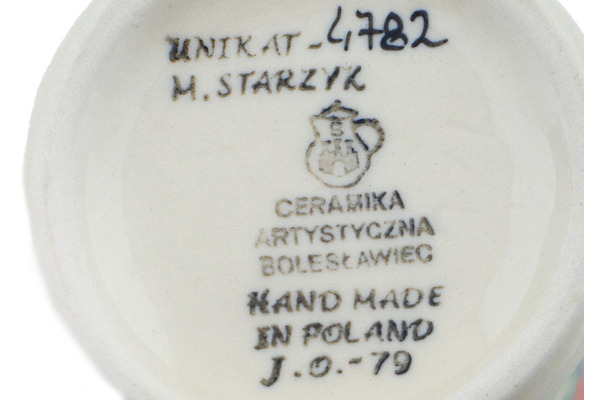 UNIKAT-4782
M. STARZYK
B
CERAMIKA
ARTYSTYCZNA
BOLESŁAWIEC
HAND MADE
IN POLAND
J.O.-79